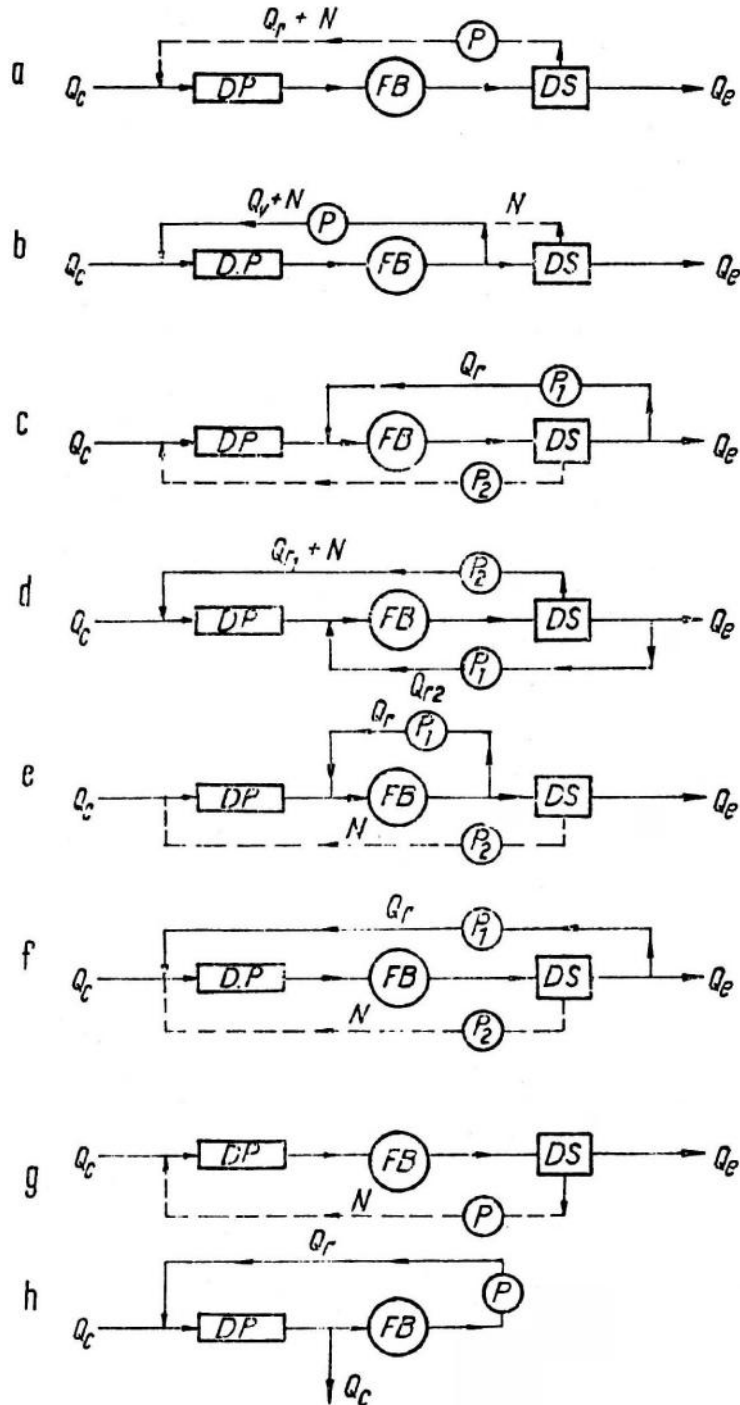 Qr + N
P
a
Qc
DP
FB
DS
Qe
Qv + N
P
N
b
Qc
D.P
FB
DS
Qe
Qr
P1
c
Qc
DP
FB
DS
Qe
P2
Qr1 + N
P2
d
Qc
DP
FB
DS
Qe
P1
Qr2
Qr
P1
e
Qc
DP
FB
DS
Qe
N
P2
Qr
P1
f
Qc
D.P
FB
DS
Qe
N
P2
Qc
DP
FB
DS
Qe
g
N
P
Qr
h
P
Qc
DP
FB
Qc